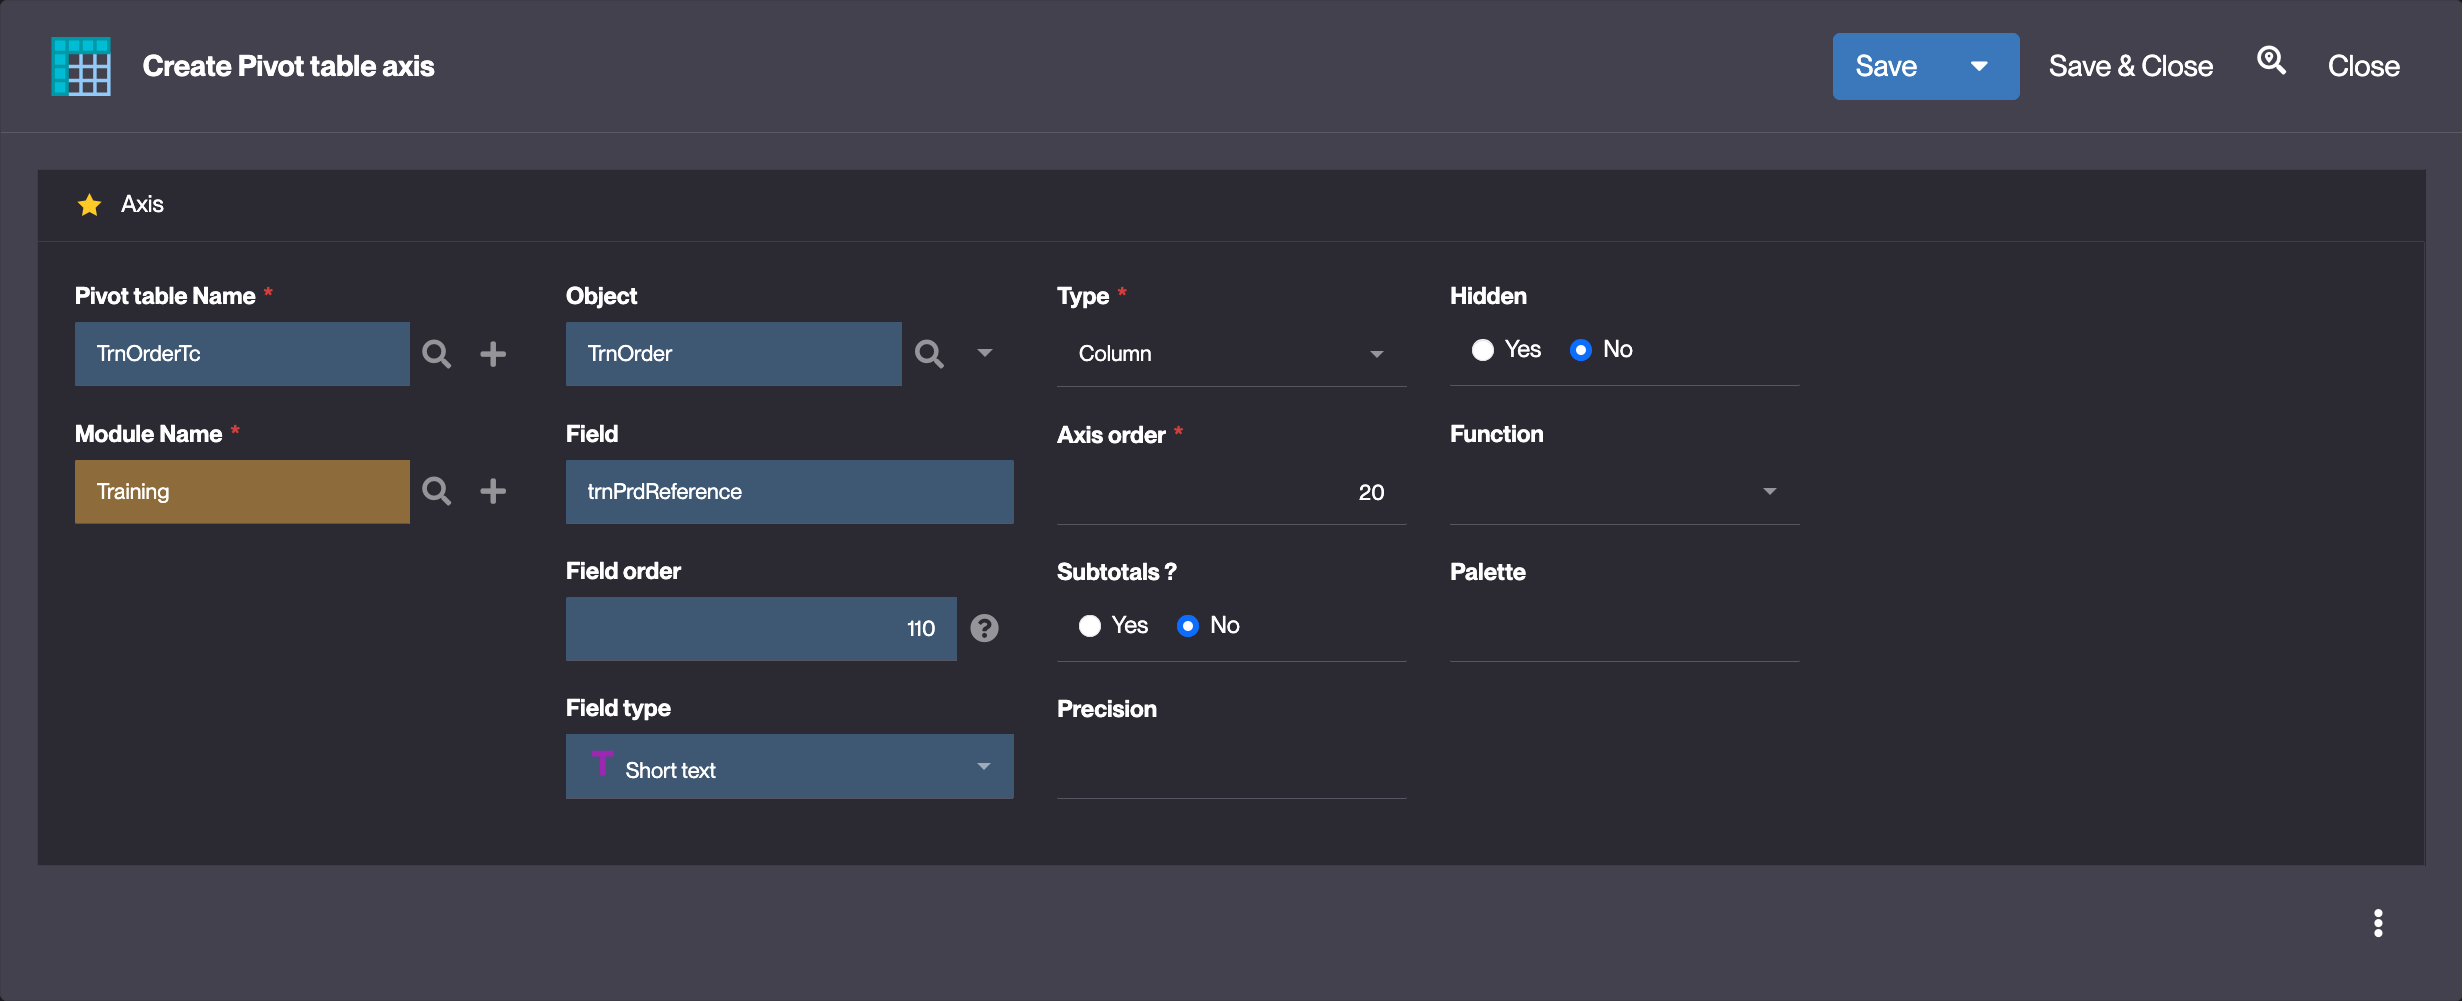 Create Pivot table axis
Save
Save & Close
Close
Axis
Pivot table Name *
TrnOrderTc
Module Name *
Training
Object
TrnOrder
Field
trnPrdReference
Field order
110
Field type
T Short text
Type *
Column
Axis order *
20
Subtotals ?
Yes No
Precision
Hidden
Yes No
Function
Palette